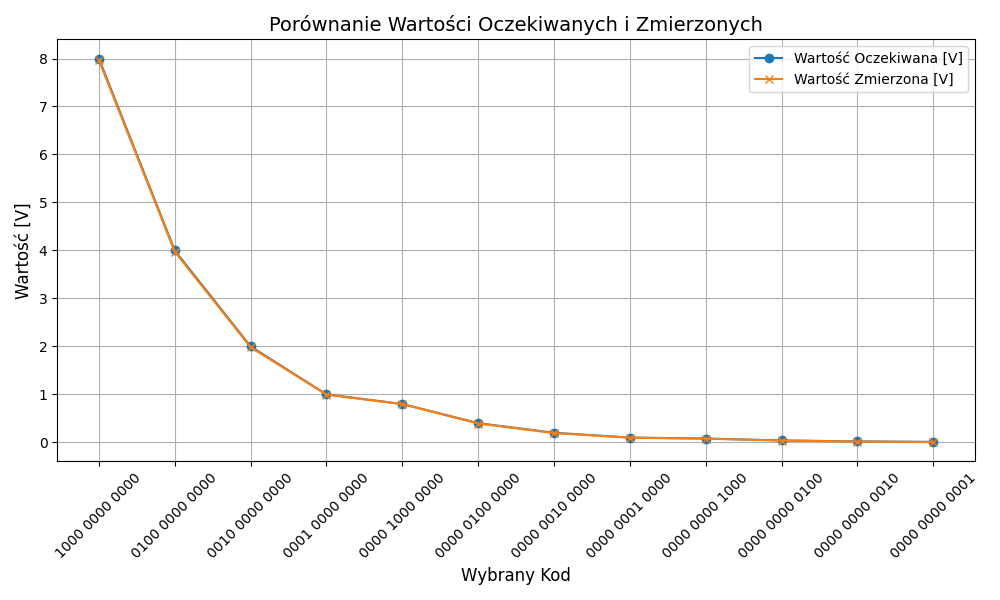 Porównanie Wartości Oczekiwanych i Zmierzonych
Wartość Oczekiwana [V]
Wartość Zmierzona [V]
Wartość [V]
8
7
6
5
4
3
2
1
0
1000 0000 0000
0100 0000 0000
0010 0000 0000
0001 0000 0000
0000 1000 0000
0000 0100 0000
0000 0010 0000
0000 0001 0000
0000 0000 1000
0000 0000 0100
0000 0000 0010
0000 0000 0001
Wybrany Kod